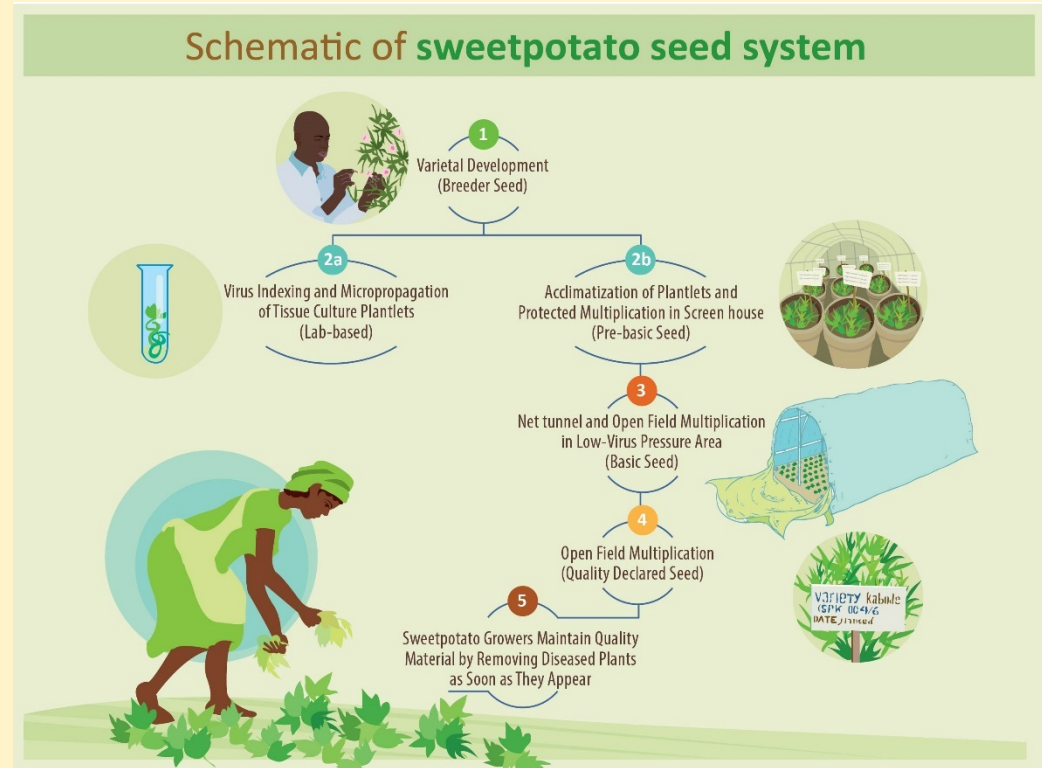 Schematic of sweetpotato seed system
1
Varietal Development
(Breeder Seed)
2a
Virus Indexing and Micropropagation
of Tissue Culture Plantlets
(Lab-based)
2b
Acclimatization of Plantlets and
Protected Multiplication in Screen house
(Pre-basic Seed)
3
Net tunnel and Open Field Multiplication
in Low-Virus Pressure Area
(Basic Seed)
4
Open Field Multiplication
(Quality Declared Seed)
VARIETY
DATE
5
Sweetpotato Growers Maintain Quality
Material by Removing Diseased Plants
as Soon as They Appear